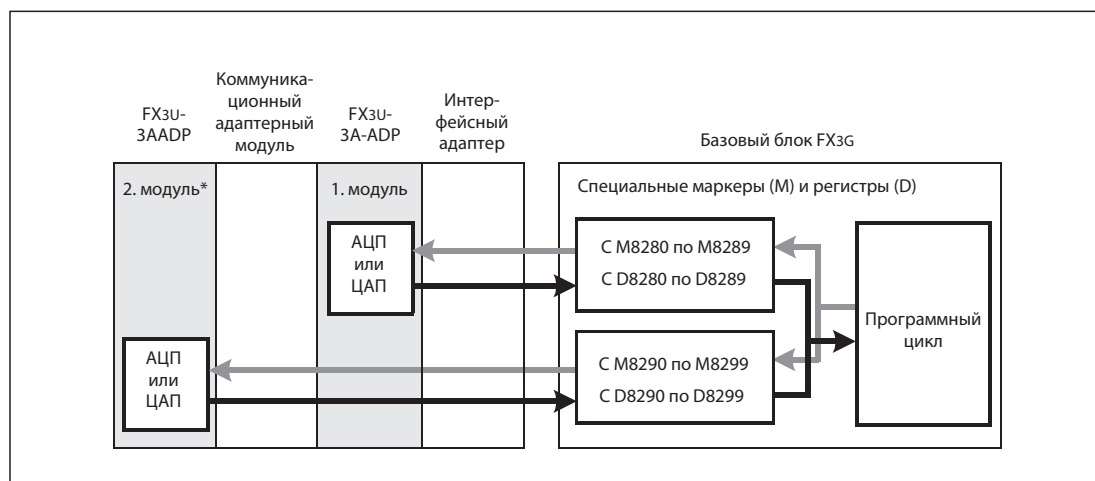 FX3U-
3AADP
Коммуника-
ционный
адаптерный
модуль
FX3U-
3A-ADP
Интер-
фейсный
адаптер
Базовый блок FX3G
2. модуль*
1. модуль
Специальные маркеры (M) и регистры (D)
АЦП
или
ЦАП
С M8280 по M8289
С D8280 по D8289
Программный
цикл
АЦП
или
ЦАП
С M8290 по M8299
С D8290 по D8299